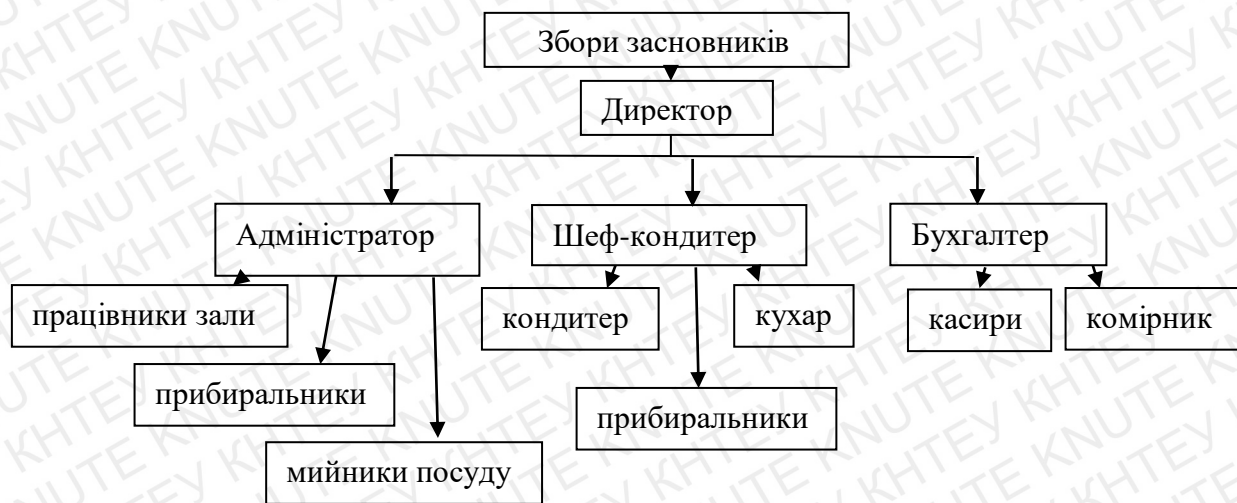 Збори засновників
Директор
Адміністратор
Шеф-кондитер
Бухгалтер
працівники зали
кондитер
кухар
касири
комірник
прибиральники
прибиральники
мийники посуду